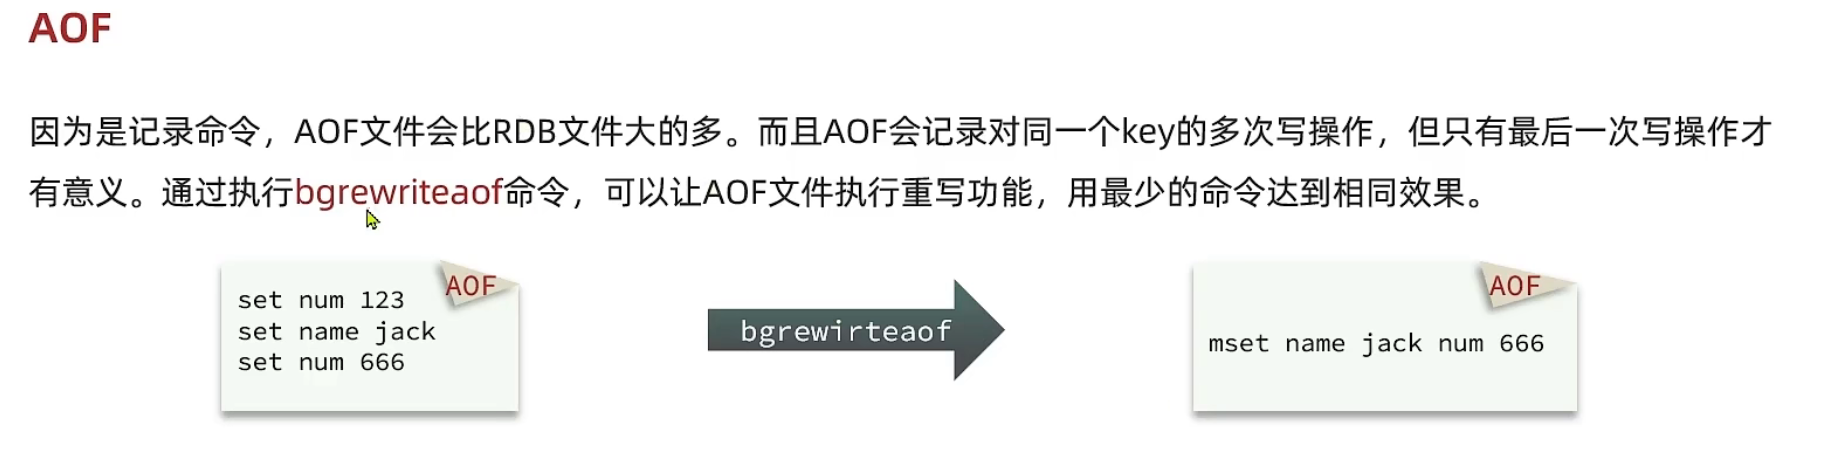 AOF
因为是记录命令，AOF文件会比RDB文件大的多。而且AOF会记录对同一个key的多次写操作，但只有最后一次写操作才
有意义。通过执行bgrewriteaof命令，可以让AOF文件执行重写功能，用最少的命令达到相同效果。
AOF
set num 123
set name jack
set num 666
bgrewirteaof
AOF
mset name jack num 666